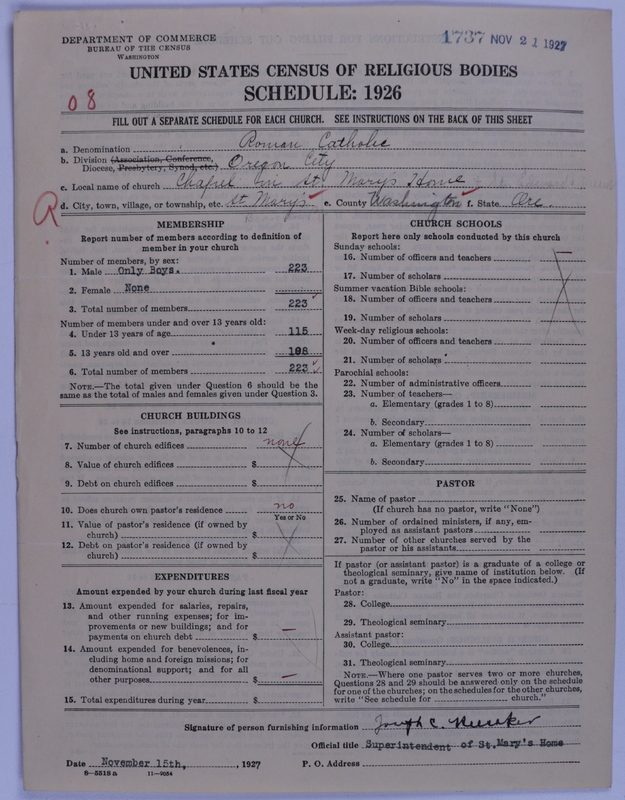 DEPARTMENT OF COMMERCE
BUREAU OF THE CENSUS
WASHINGTON
1737 NOV 21 1927
UNITED STATES CENSUS OF RELIGIOUS BODIES
SCHEDULE: 1926
08
FILL OUT A SEPARATE SCHEDULE FOR EACH CHURCH. SEE INSTRUCTIONS ON THE BACK OF THIS SHEET
a. Denomination Roman Catholic
b. Division (Association, Conference, Diocese, Presbytery, Synod, etc.) Oregon City
c. Local name of church Chapel in St. Marys Home
R
d. City, town, village, or township, etc. St Marys e. County Washington f. State Ore.
MEMBERSHIP
Report number of members according to definition of
member in your church
Number of members, by sex:
1. Male Only Boys. 223
2. Female None
3. Total number of members 223
Number of members under and over 13 years old:
4. Under 13 years of age 115
5. 13 years old and over 108
6. Total number of members 223
NOTE.—The total given under Question 6 should be the
same as the total of males and females given under Question 3.
CHURCH BUILDINGS
See instructions, paragraphs 10 to 12
7. Number of church edifices none
8. Value of church edifices $
9. Debt on church edifices $
10. Does church own pastor's residence no
Yes or No
11. Value of pastor's residence (if owned by
church) $
12. Debt on pastor's residence (if owned by
church) $
EXPENDITURES
Amount expended by your church during last fiscal year
13. Amount expended for salaries, repairs,
and other running expenses; for im-
provements or new buildings; and for
payments on church debt $ —
14. Amount expended for benevolences, in-
cluding home and foreign missions; for
denominational support; and for all
other purposes $ —
15. Total expenditures during year $
CHURCH SCHOOLS
Report here only schools conducted by this church
Sunday schools:
16. Number of officers and teachers
17. Number of scholars
Summer vacation Bible schools:
18. Number of officers and teachers
19. Number of scholars
Week-day religious schools:
20. Number of officers and teachers
21. Number of scholars
Parochial schools:
22. Number of administrative officers
23. Number of teachers—
a. Elementary (grades 1 to 8)
b. Secondary
24. Number of scholars—
a. Elementary (grades 1 to 8)
b. Secondary
PASTOR
25. Name of pastor
(If church has no pastor, write "None")
26. Number of ordained ministers, if any, em-
ployed as assistant pastors
27. Number of other churches served by the
pastor or his assistants
If pastor (or assistant pastor) is a graduate of a college or
theological seminary, give name of institution below. (If
not a graduate, write "No" in the space indicated.)
Pastor:
28. College
29. Theological seminary
Assistant pastor:
30. College
31. Theological seminary
NOTE.—Where one pastor serves two or more churches,
Questions 28 and 29 should be answered only on the schedule
for one of the churches; on the schedules for the other churches,
write "See schedule for church."
Signature of person furnishing information Joseph C.
Official title Superintendent of St.Mary's Home
Date November 15th, , 1927 P. O. Address
8—5518 a 11—9054